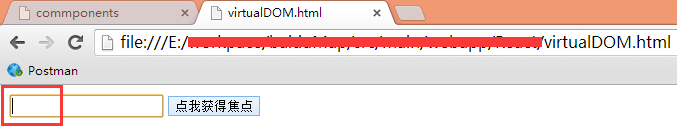 commponents
virtualDOM.html
file:///E:/
/virtualDOM.html
Postman
点我获得焦点